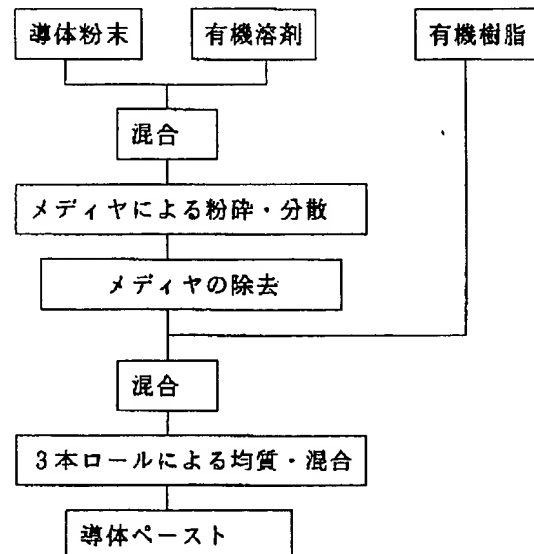 導体粉末
有機溶剤
有機樹脂
混合
メディヤによる粉砕・分散
メディヤの除去
混合
3本ロールによる均質・混合
導体ペースト